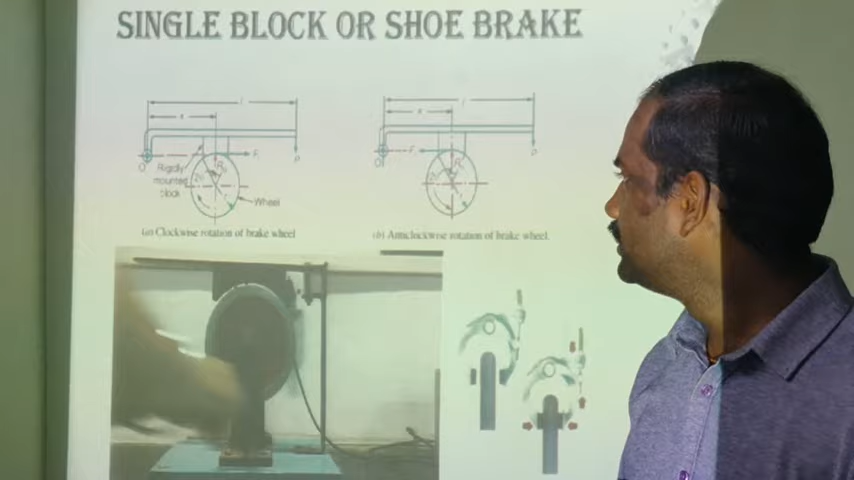 SINGLE BLOCK OR SHOE BRAKE
l
x
l
x
O
F
P
O
F
P
Rigidly
mounted
block
2θ
r
Wheel
(a) Clockwise rotation of brake wheel
(b) Anticlockwise rotation of brake wheel.